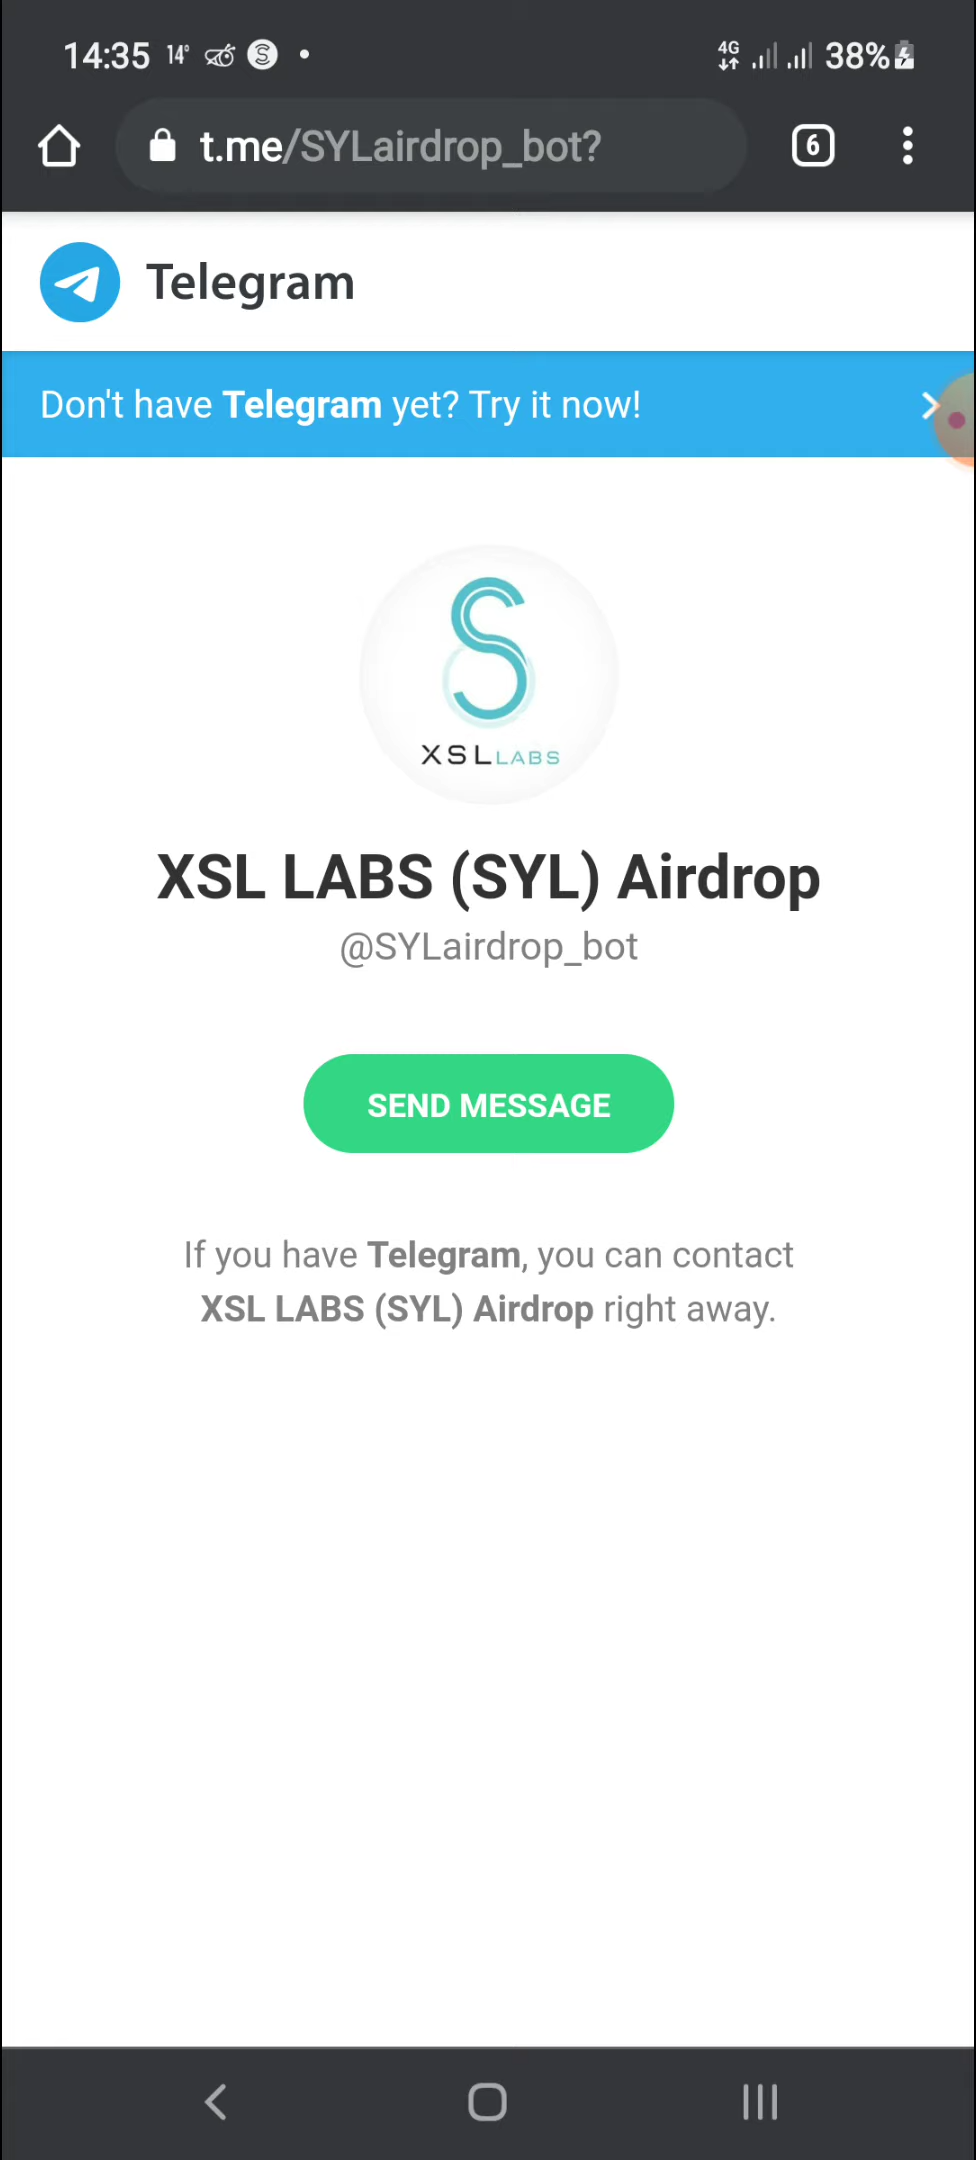 14:35 14° 4G 38%
t.me/SYLairdrop_bot? 6
Telegram
Don't have Telegram yet? Try it now!
S
XSL LABS
XSL LABS (SYL) Airdrop
@SYLairdrop_bot
SEND MESSAGE
If you have Telegram, you can contact
XSL LABS (SYL) Airdrop right away.